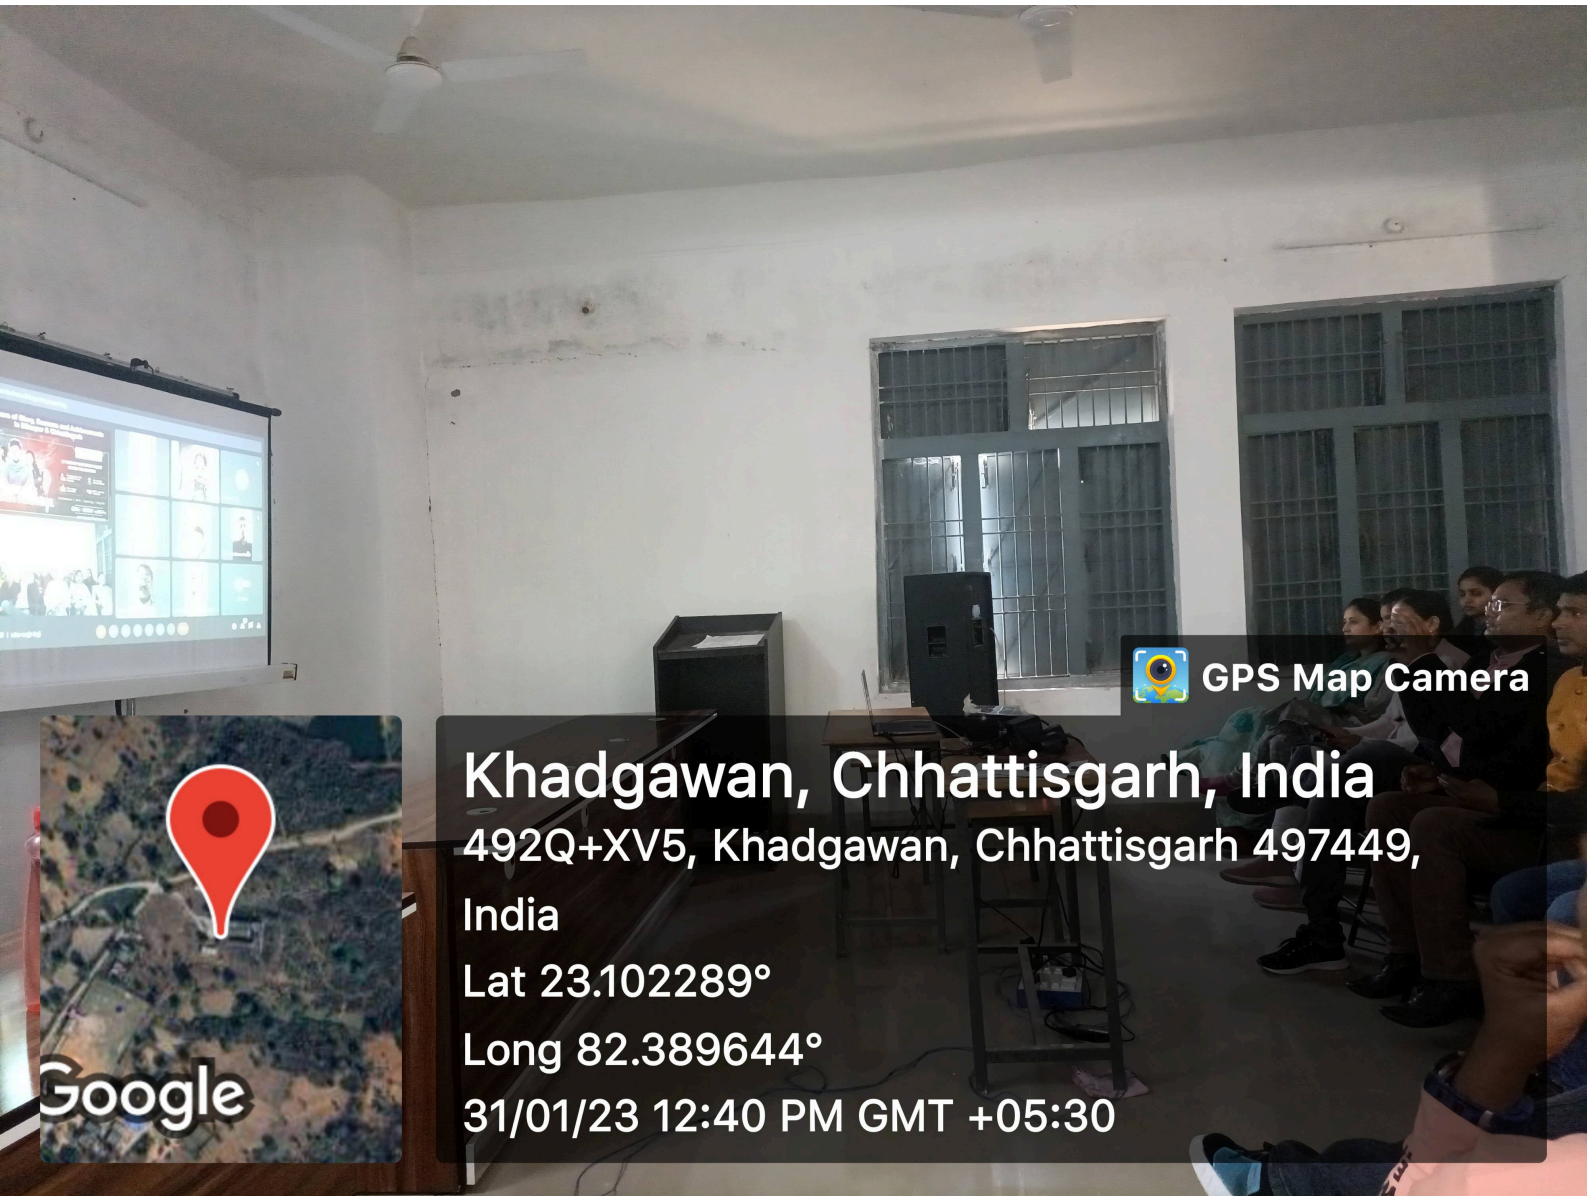 GPS Map Camera
Khadgawan, Chhattisgarh, India
492Q+XV5, Khadgawan, Chhattisgarh 497449,
India
Lat 23.102289°
Long 82.389644°
31/01/23 12:40 PM GMT +05:30
Google